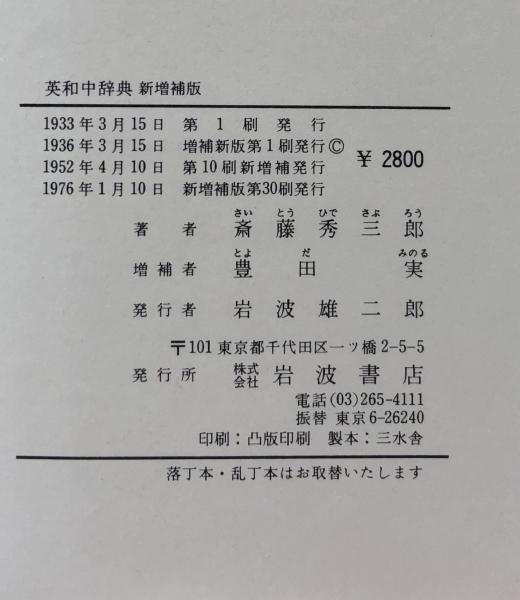 英和中辞典 新増補版
1933年3月15日 第1刷発行
1936年3月15日 増補新版第1刷発行©
1952年4月10日 第10刷新増補発行
1976年1月10日 新増補版第30刷発行
¥ 2800
さい とう ひで さぶ ろう
著者 斎藤秀三郎
とよ だ みのる
増補者 豊田実
発行者 岩波雄二郎
〒101 東京都千代田区一ッ橋2-5-5
発行所 株式会社 岩波書店
電話(03)265-4111
振替 東京6-26240
印刷:凸版印刷 製本:三水舎
落丁本・乱丁本はお取替いたします